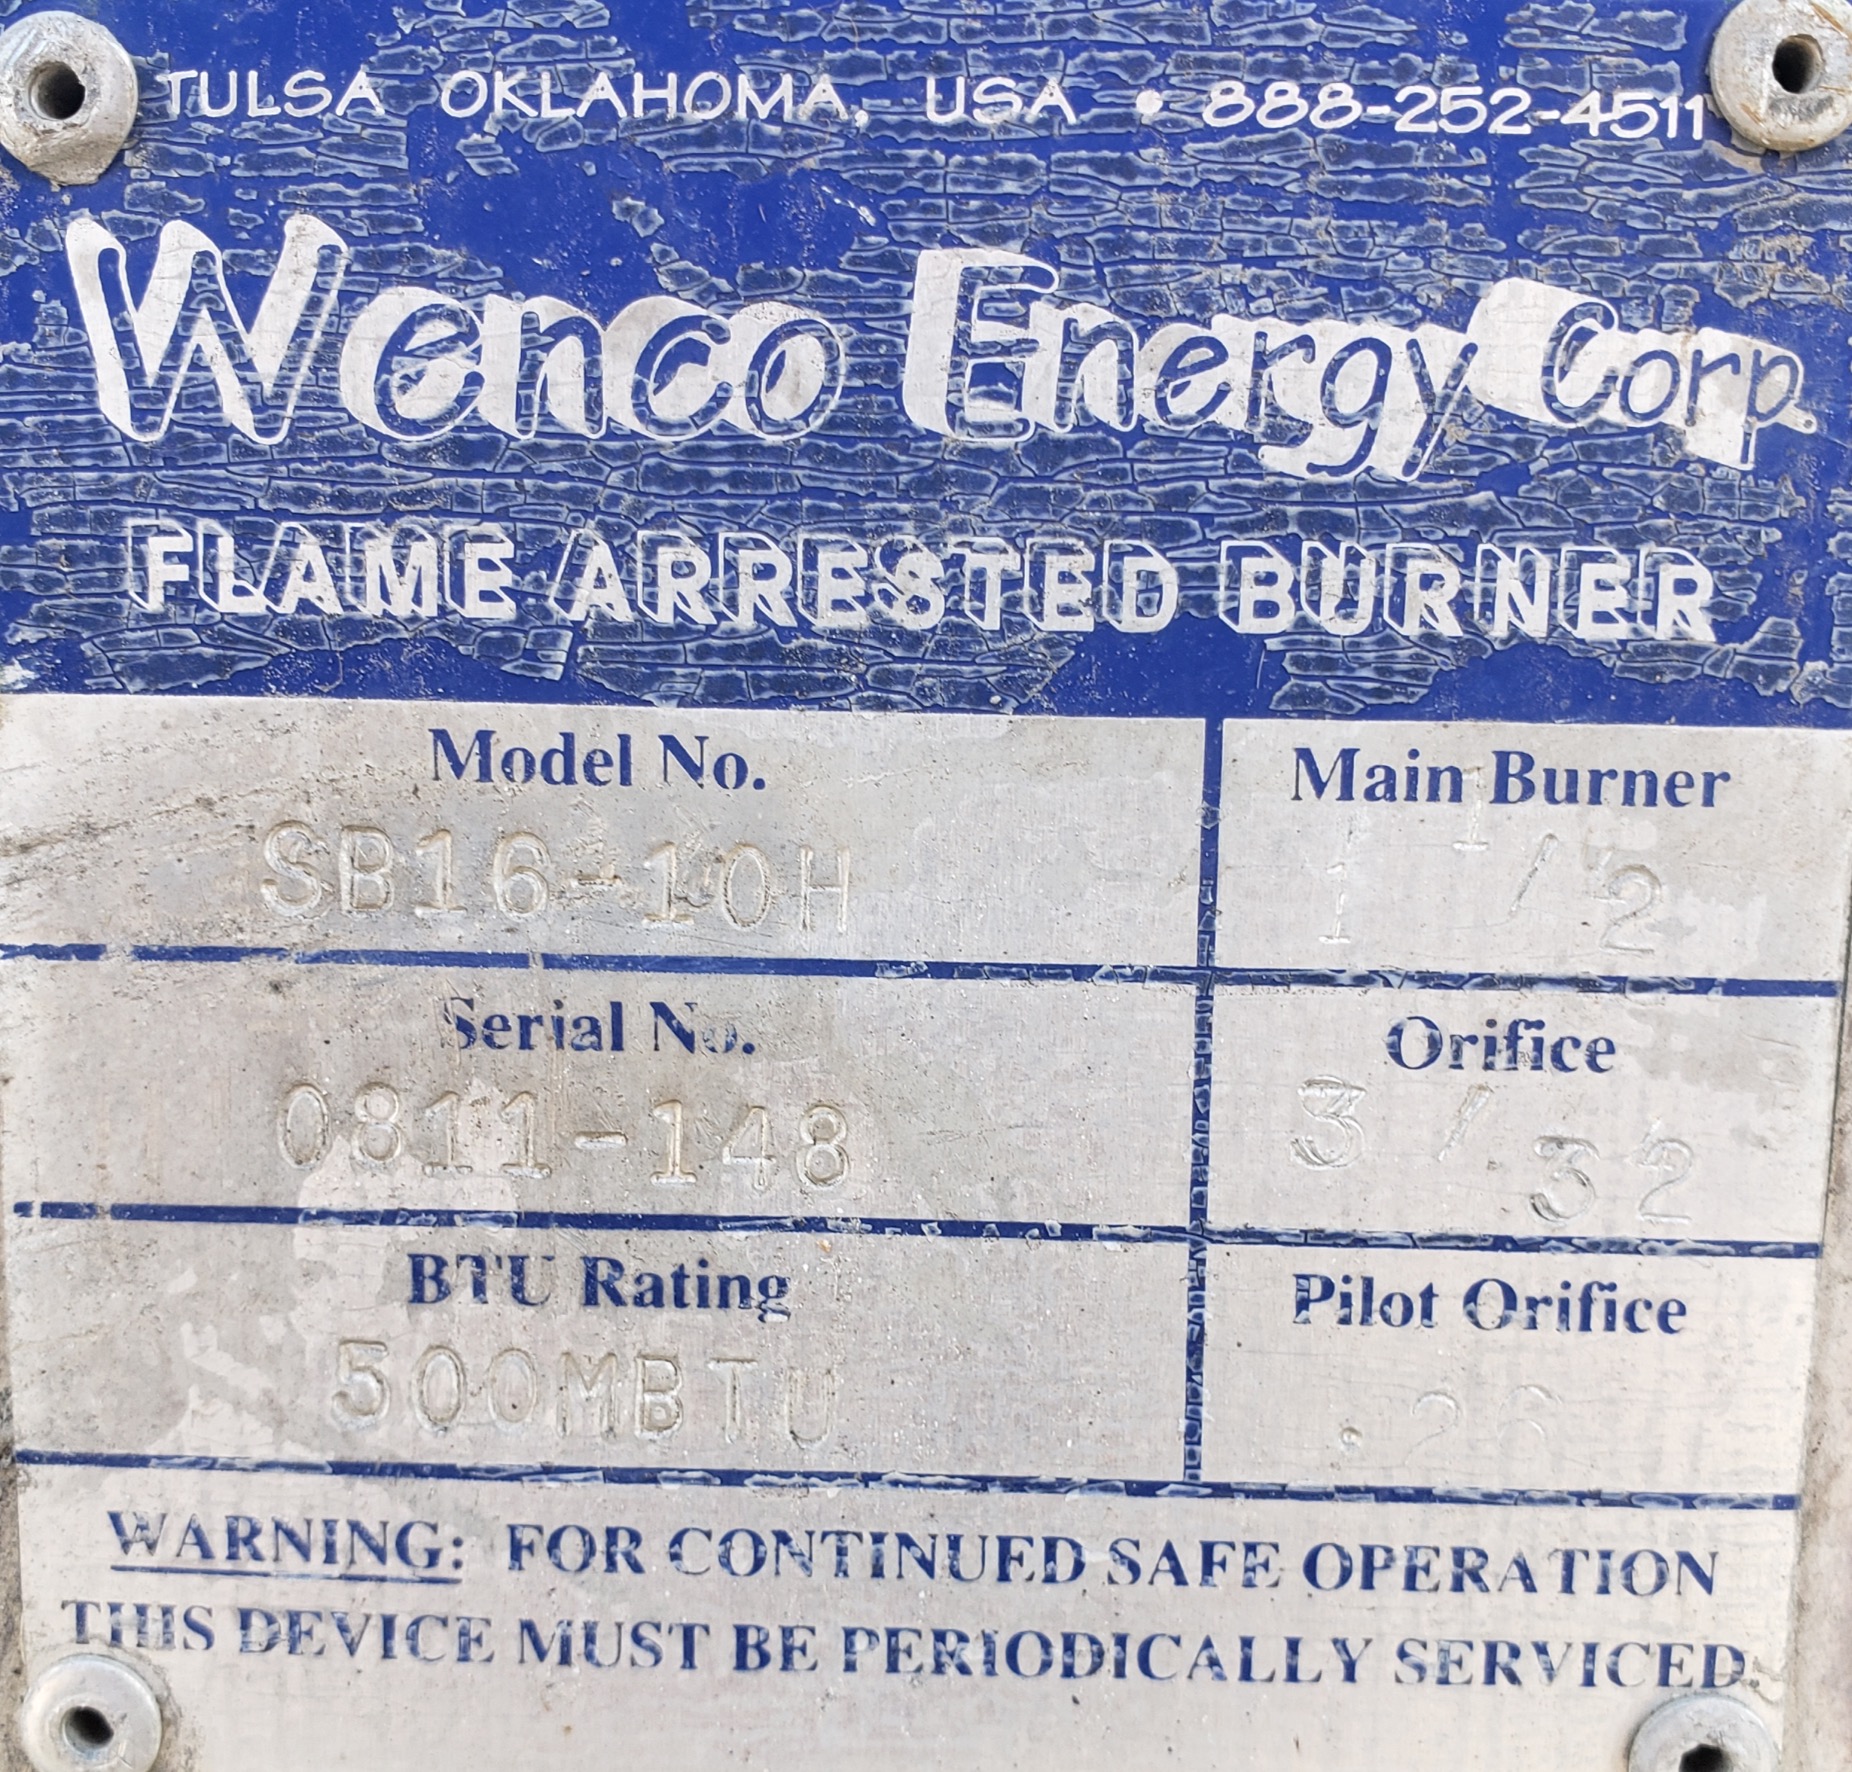 TULSA OKLAHOMA, USA • 888-252-4511
Wenco Energy Corp.
FLAME ARRESTED BURNER
Model No.
SB16-10H
Main Burner
1 1/2
Serial No.
0811-148
Orifice
3/32
BTU Rating
500MBTU
Pilot Orifice
.26
WARNING: FOR CONTINUED SAFE OPERATION
THIS DEVICE MUST BE PERIODICALLY SERVICED.